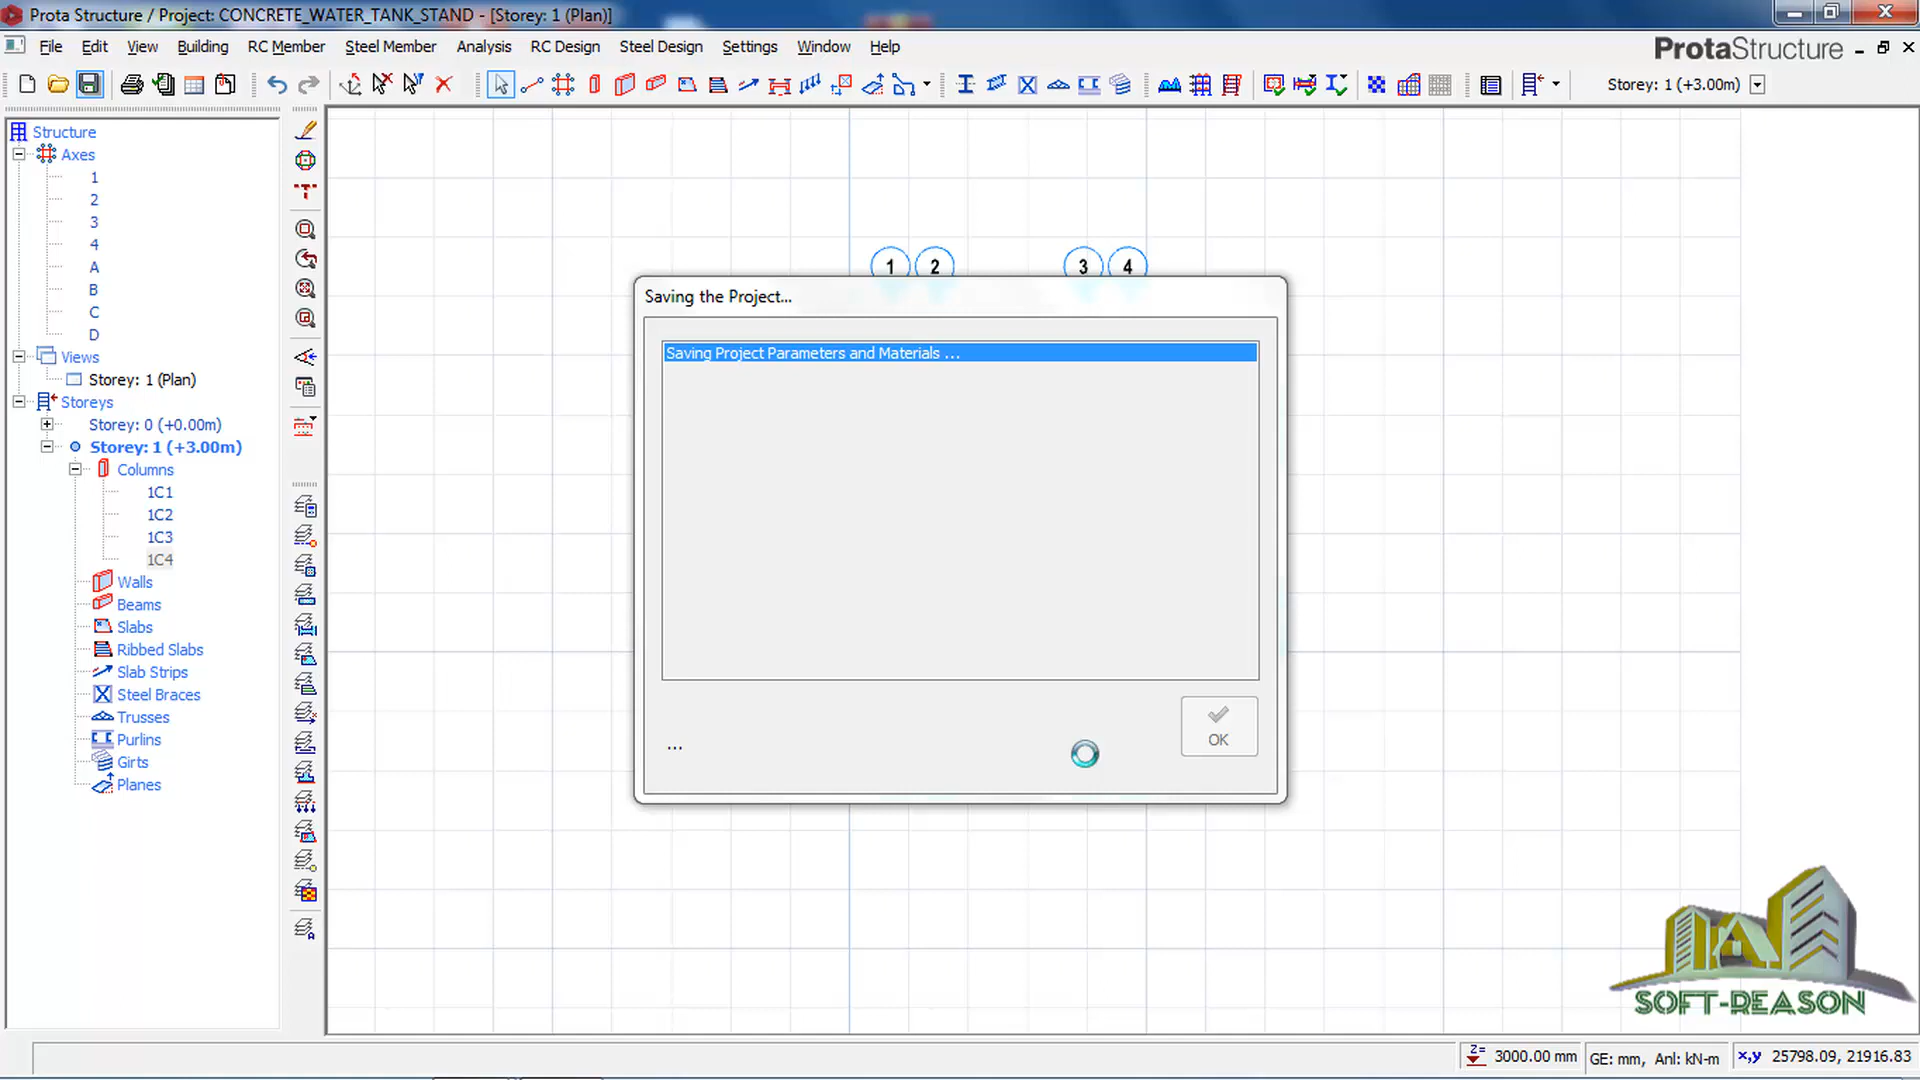 Prota Structure / Project: CONCRETE_WATER_TANK_STAND - [Storey: 1 (Plan)]
File Edit View Building RC Member Steel Member Analysis RC Design Steel Design Settings Window Help
ProtaStructure
Storey: 1 (+3.00m)
Structure
Axes
1
2
3
4
A
B
C
D
Views
Storey: 1 (Plan)
Storeys
Storey: 0 (+0.00m)
Storey: 1 (+3.00m)
Columns
1C1
1C2
1C3
1C4
Walls
Beams
Slabs
Ribbed Slabs
Slab Strips
Steel Braces
Trusses
Purlins
Girts
Planes
1 2 3 4
Saving the Project...
Saving Project Parameters and Materials ...
...
OK
SOFT-REASON
Z= 3000.00 mm GE: mm, Anl: kN-m x,y 25798.09, 21916.83